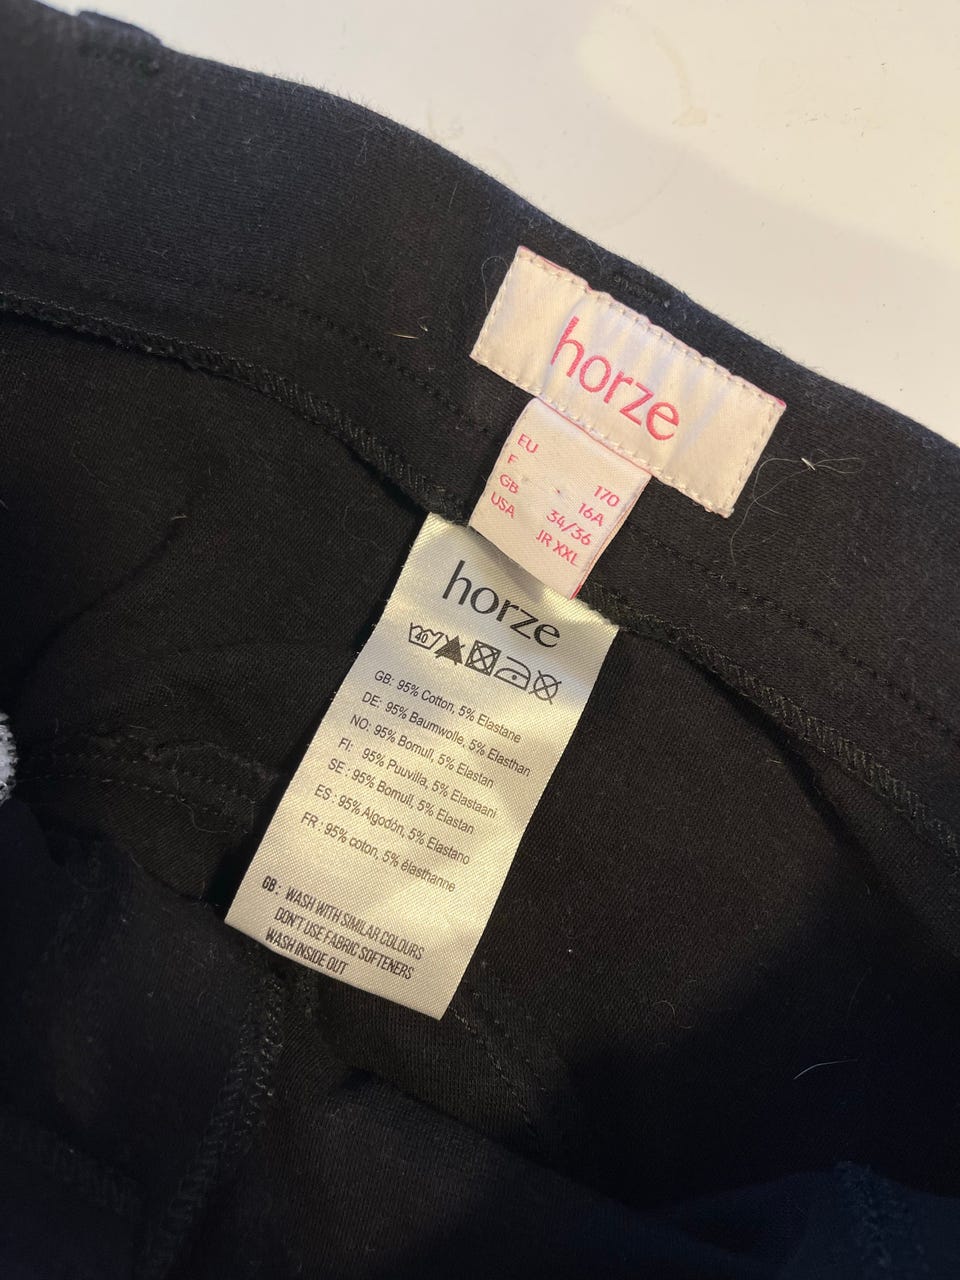 horze
EU 170
F 16A
GB 34/36
USA JR XXL
horze
40
GB: 95% Cotton, 5% Elastane
DE: 95% Baumwolle, 5% Elasthan
NO: 95% Bomull, 5% Elastan
FI: 95% Puuvilla, 5% Elastaani
SE: 95% Bomull, 5% Elastan
ES: 95% Algodón, 5% Elastano
FR: 95% coton, 5% élasthanne
GB: WASH WITH SIMILAR COLOURS
DON'T USE FABRIC SOFTENERS
WASH INSIDE OUT